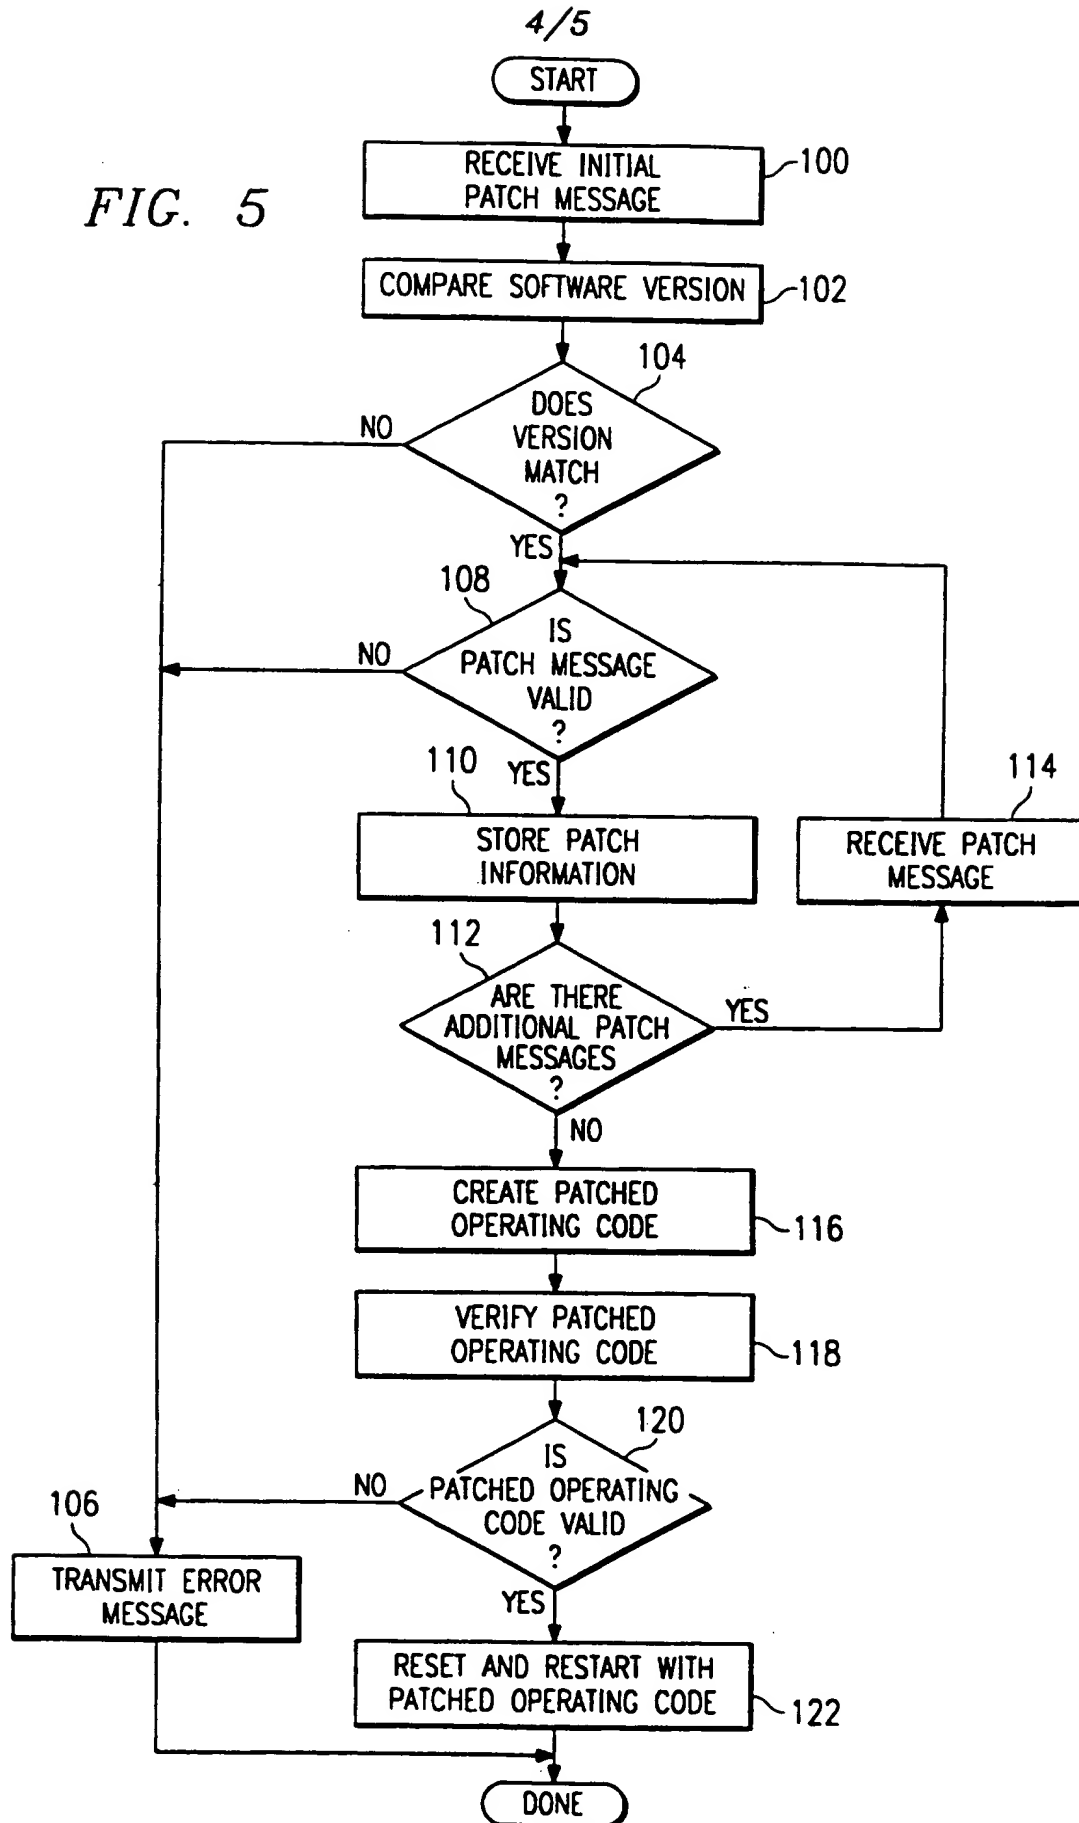 4/5
START
RECEIVE INITIAL
PATCH MESSAGE
100
FIG. 5
COMPARE SOFTWARE VERSION
102
104
DOES
VERSION
MATCH
?
NO
YES
108
IS
PATCH MESSAGE
VALID
?
NO
YES
110
STORE PATCH
INFORMATION
114
RECEIVE PATCH
MESSAGE
112
ARE THERE
ADDITIONAL PATCH
MESSAGES
?
YES
NO
CREATE PATCHED
OPERATING CODE
116
VERIFY PATCHED
OPERATING CODE
118
120
IS
PATCHED OPERATING
CODE VALID
?
NO
YES
106
TRANSMIT ERROR
MESSAGE
RESET AND RESTART WITH
PATCHED OPERATING CODE
122
DONE